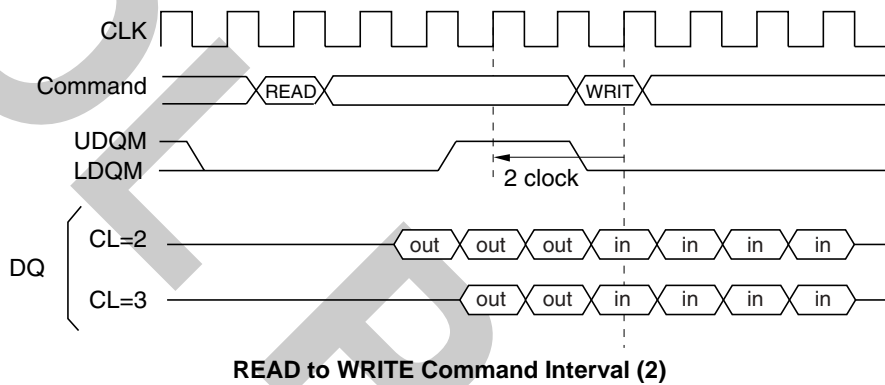 CLK
Command READ WRIT
UDQM
LDQM 2 clock
DQ
CL=2 out out out in in in in
CL=3 out out in in in in
READ to WRITE Command Interval (2)